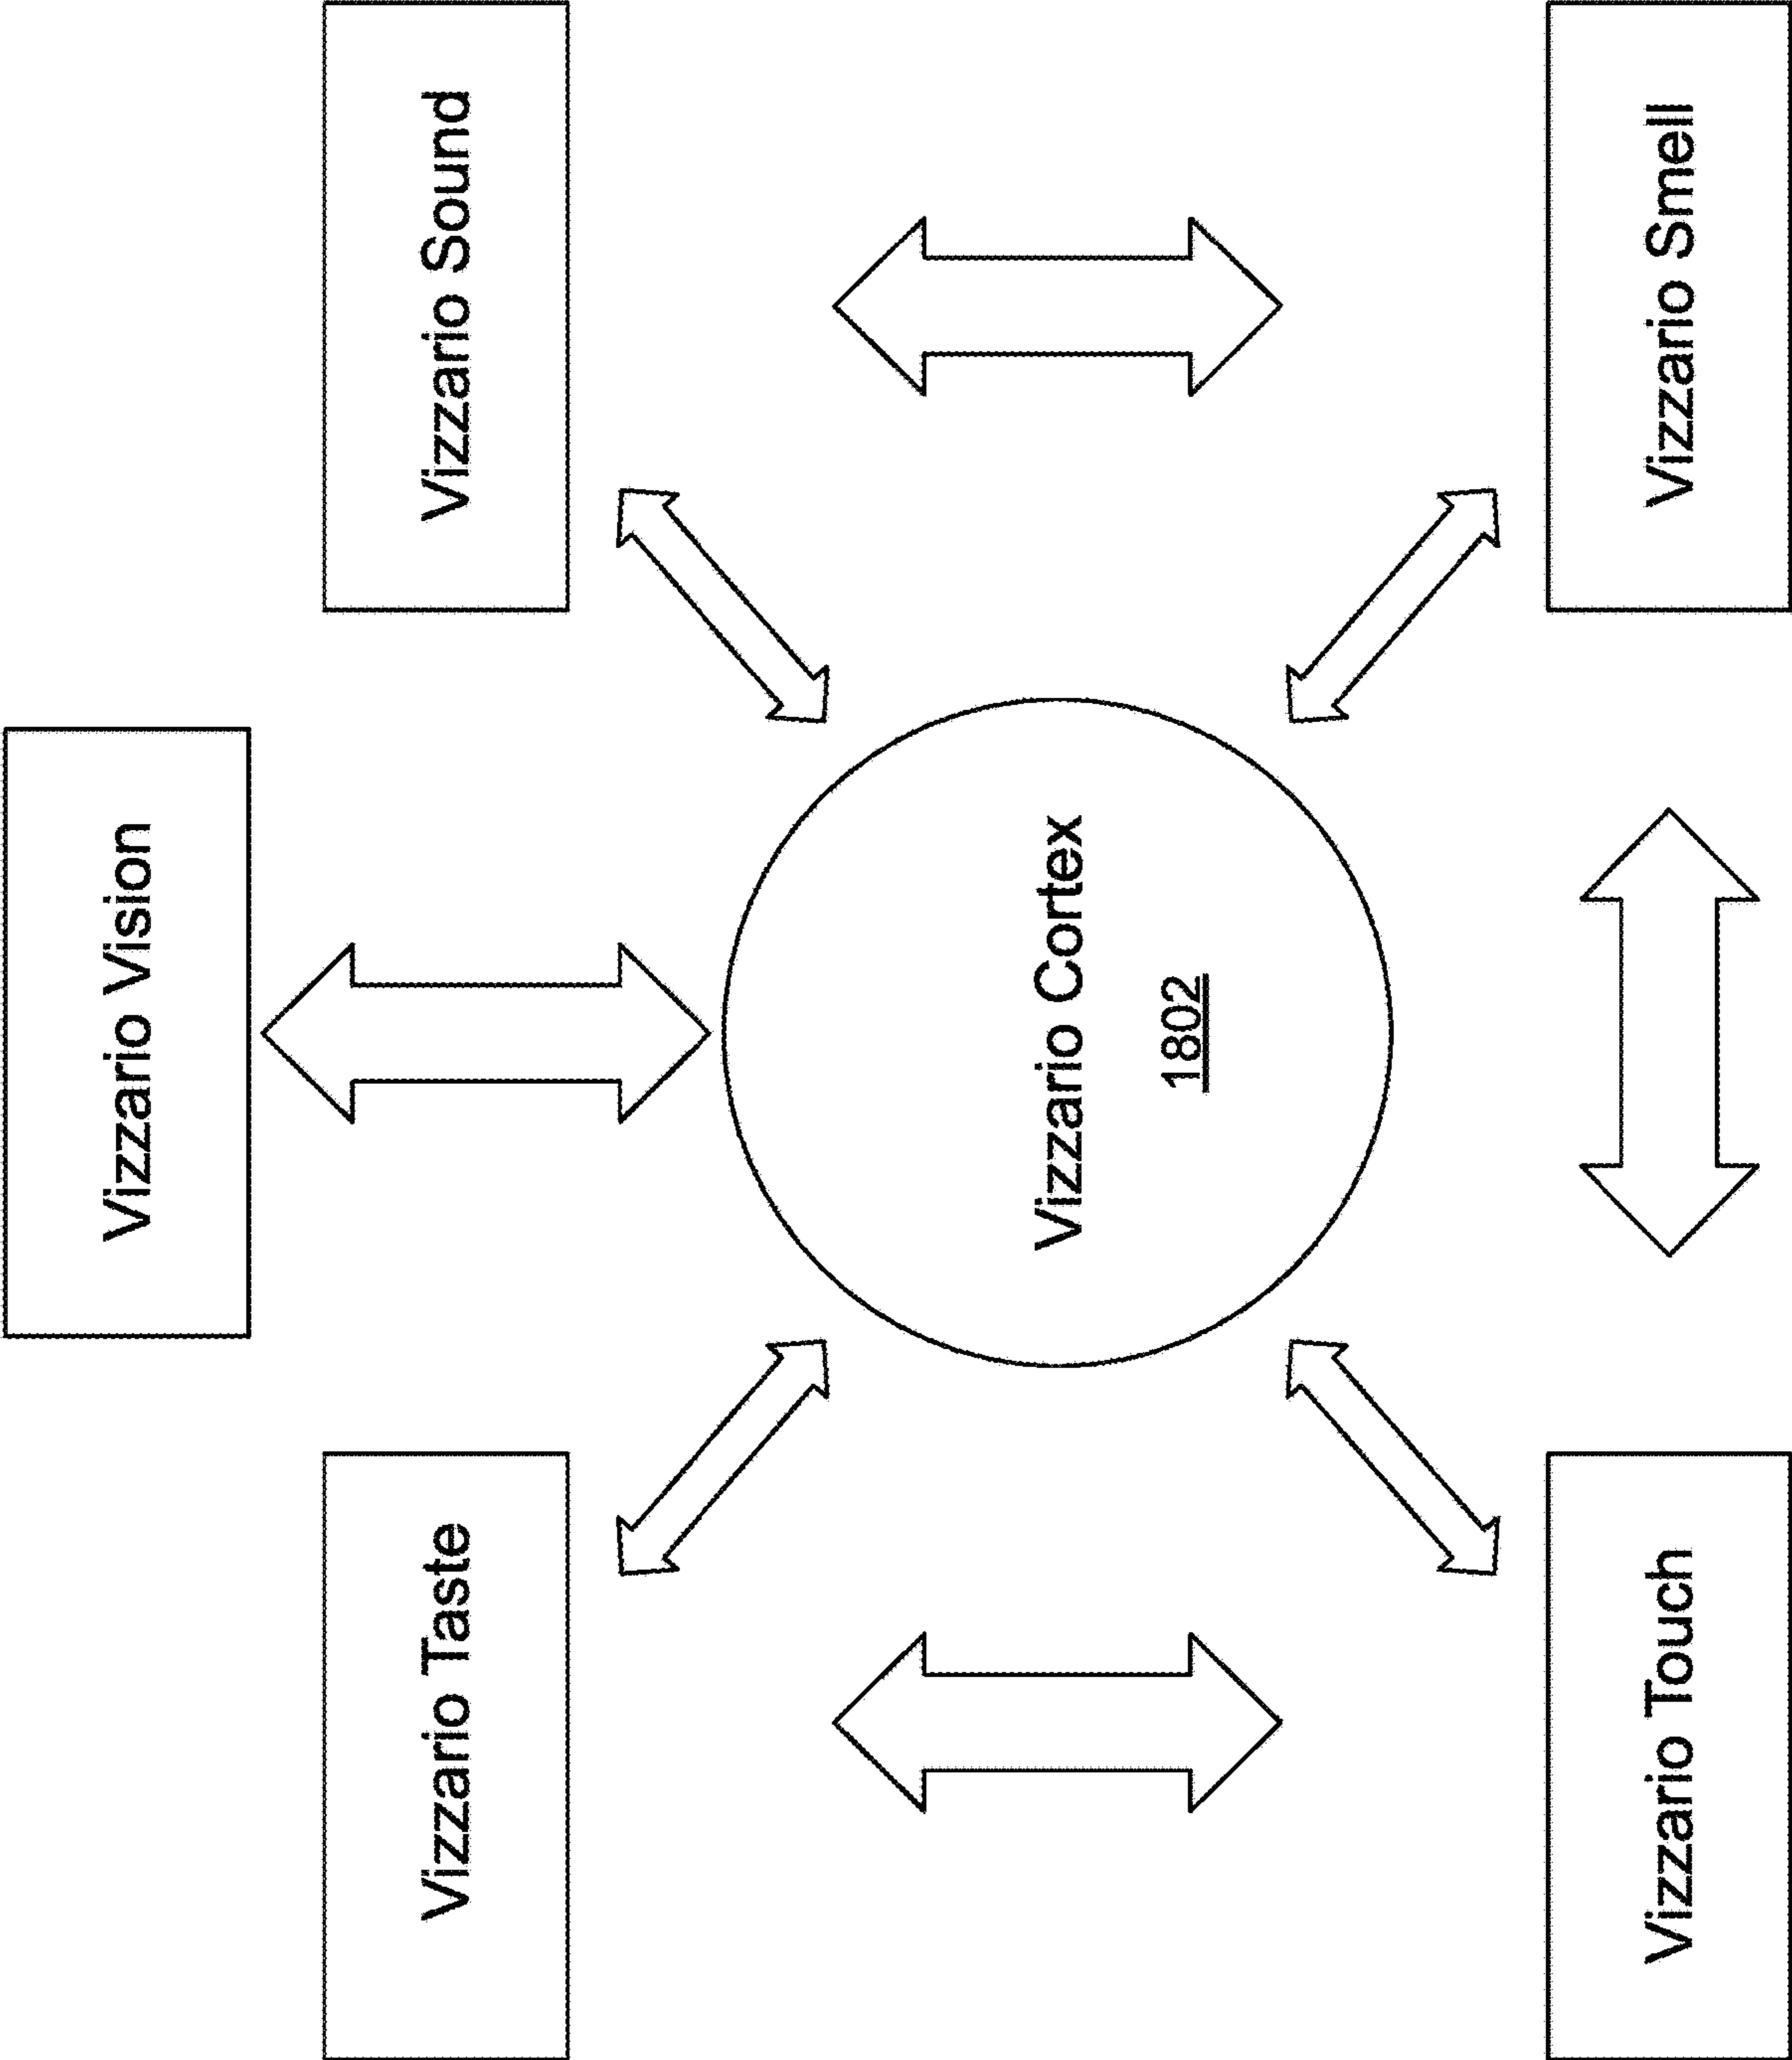 Vizzario Vision
Vizzario Taste
Vizzario Sound
Vizzario Cortex
1802
Vizzario Touch
Vizzario Smell